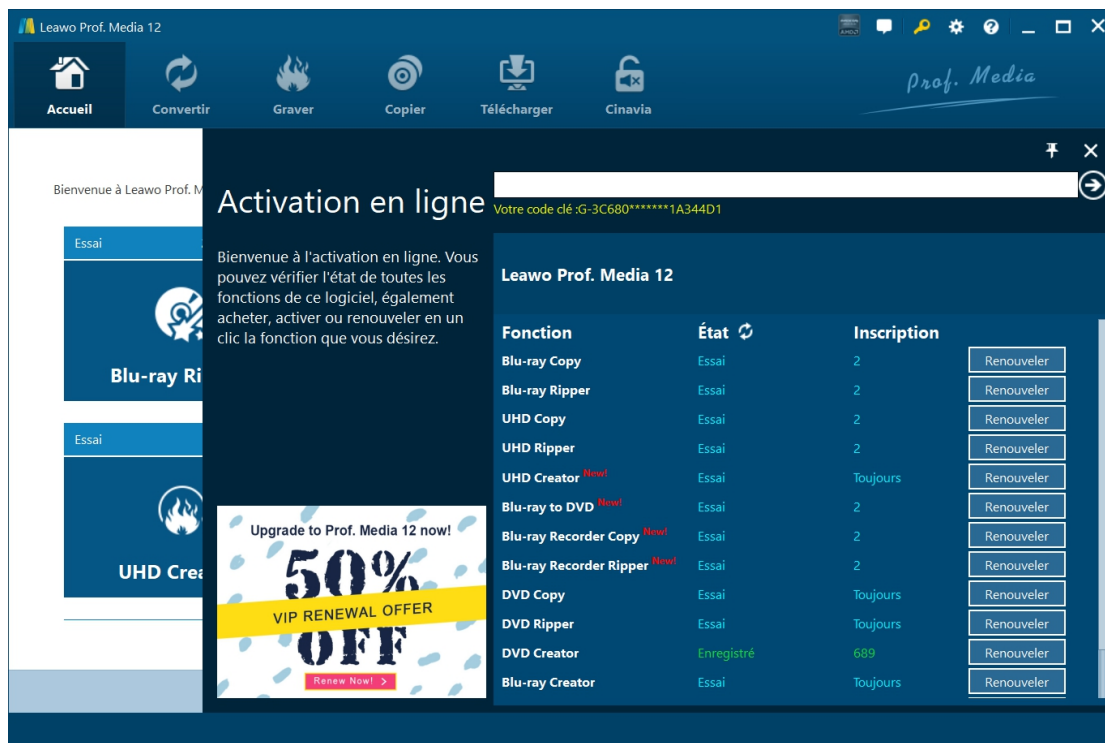 Leawo Prof. Media 12
Accueil
Convertir
Graver
Copier
Télécharger
Cinavia
Prof. Media
Bienvenue à Leawo Prof. M
Essai
Blu-ray Ri
Essai
UHD Crea
Activation en ligne
Bienvenue à l'activation en ligne. Vous
pouvez vérifier l'état de toutes les
fonctions de ce logiciel, également
acheter, activer ou renouveler en un
clic la fonction que vous désirez.
Upgrade to Prof. Media 12 now!
50%
VIP RENEWAL OFFER
OFF
Renew Now! >
Votre code clé :G-3C680*******1A344D1
Leawo Prof. Media 12
Fonction État Inscription
Blu-ray Copy Essai 2 Renouveler
Blu-ray Ripper Essai 2 Renouveler
UHD Copy Essai 2 Renouveler
UHD Ripper Essai 2 Renouveler
UHD Creator New! Essai Toujours Renouveler
Blu-ray to DVD New! Essai 2 Renouveler
Blu-ray Recorder Copy New! Essai 2 Renouveler
Blu-ray Recorder Ripper New! Essai 2 Renouveler
DVD Copy Essai Toujours Renouveler
DVD Ripper Essai Toujours Renouveler
DVD Creator Enregistré 689 Renouveler
Blu-ray Creator Essai Toujours Renouveler